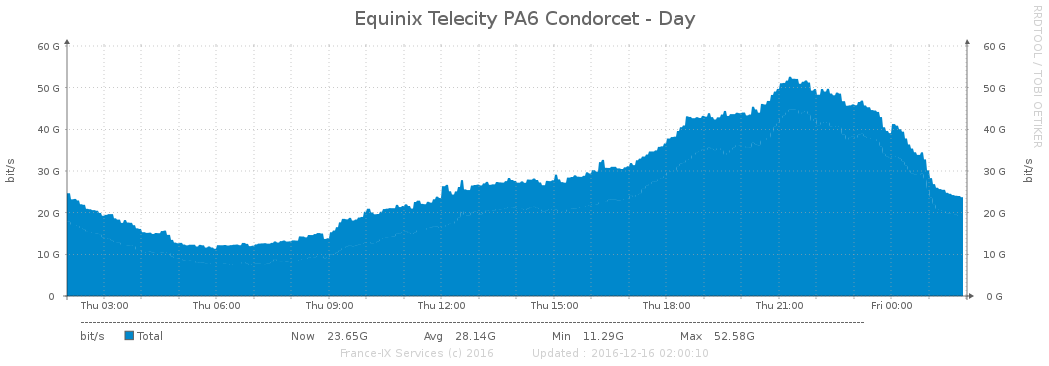 Equinix Telecity PA6 Condorcet - Day
RRDTOOL / TOBI OETIKER
bit/s
60 G
50 G
40 G
30 G
20 G
10 G
0
60 G
50 G
40 G
30 G
20 G
10 G
0 G
bit/s
Thu 03:00 Thu 06:00 Thu 09:00 Thu 12:00 Thu 15:00 Thu 18:00 Thu 21:00 Fri 00:00
bit/s Total Now 23.65G Avg 28.14G Min 11.29G Max 52.58G
France-IX Services (c) 2016 Updated : 2016-12-16 02:00:10